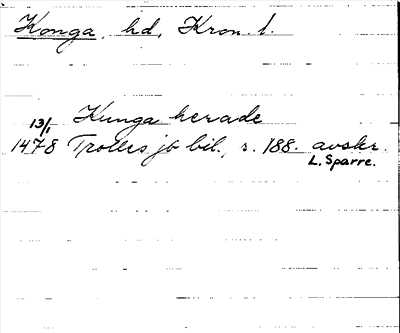 Konga, hd, Kron. l.
Kunga herade
13/1
1478 Trolles jb bil., s. 188. avskr.
L. Sparre.